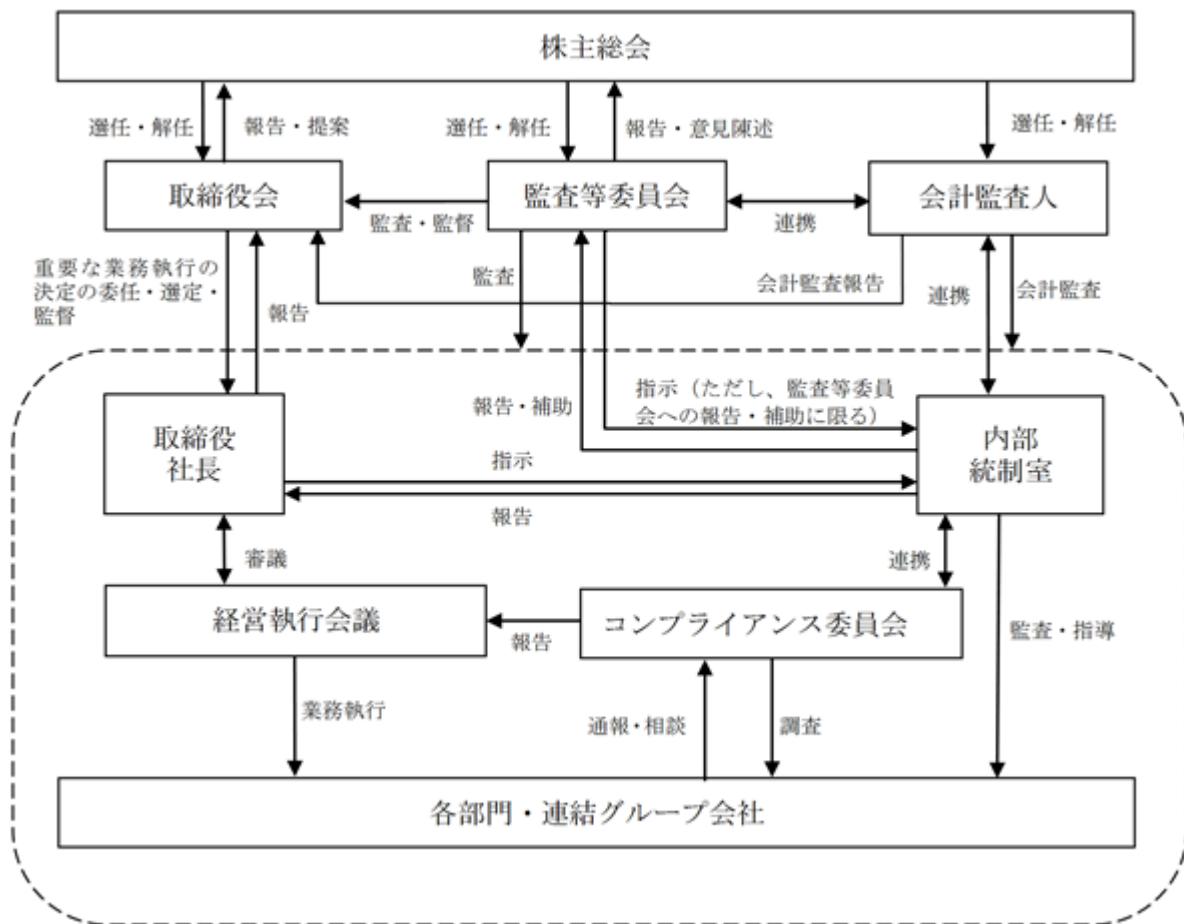 株主総会
選任・解任
報告・提案
選任・解任
報告・意見陳述
選任・解任
取締役会
監査等委員会
会計監査人
監査・監督
連携
重要な業務執行の
決定の委任・選定・
監督
報告
監査
会計監査報告
連携
会計監査
取締役
社長
報告・補助
指示（ただし、監査等委員
会への報告・補助に限る）
内部
統制室
指示
報告
審議
連携
経営執行会議
報告
コンプライアンス委員会
監査・指導
業務執行
通報・相談
調査
各部門・連結グループ会社